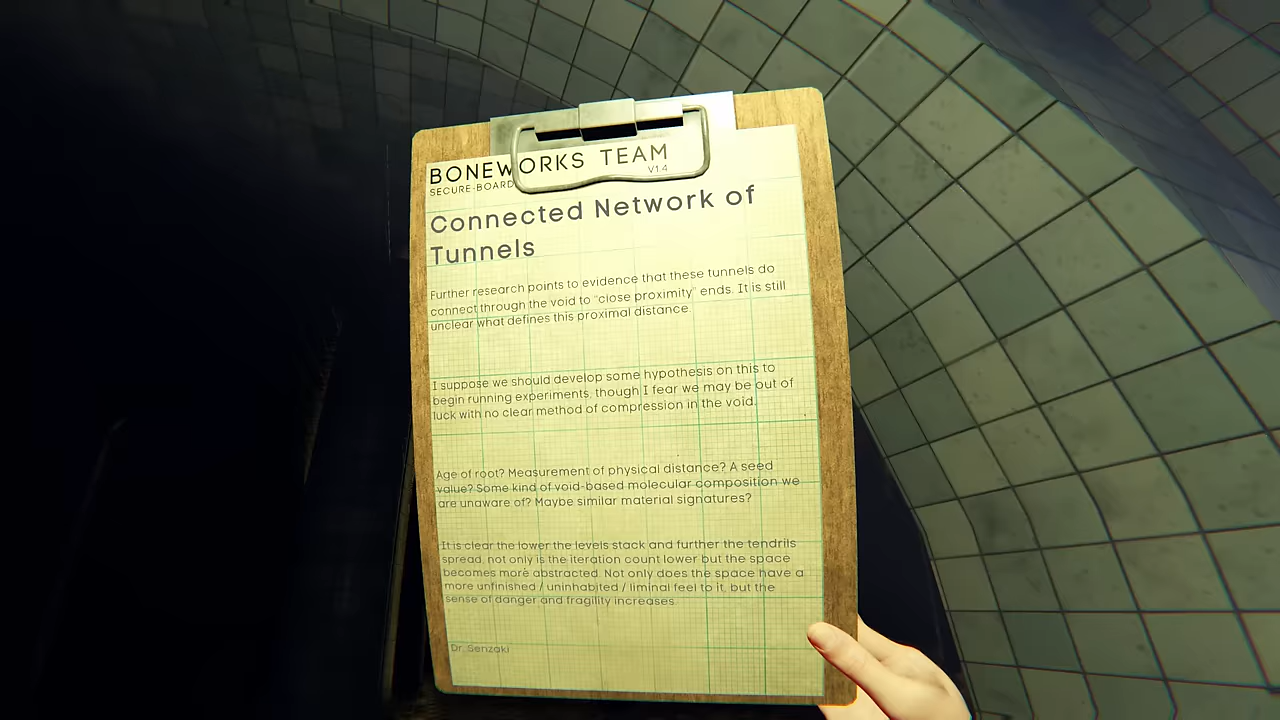 BONEWORKS TEAM
SECURE-BOARD V1.4
Connected Network of
Tunnels
Further research points to evidence that these tunnels do
connect through the void to "close proximity" ends. It is still
unclear what defines this proximal distance.
I suppose we should develop some hypothesis on this to
begin running experiments, though I fear we may be out of
luck with no clear method of compression in the void.
Age of root? Measurement of physical distance? A seed
value? Some kind of void-based molecular composition we
are unaware of? Maybe similar material signatures?
It is clear the lower the levels stack and further the tendrils
spread, not only is the iteration count lower but the space
becomes more abstracted. Not only does the space have a
more unfinished / uninhabited / liminal feel to it, but the
sense of danger and fragility increases.
Dr. Senzaki